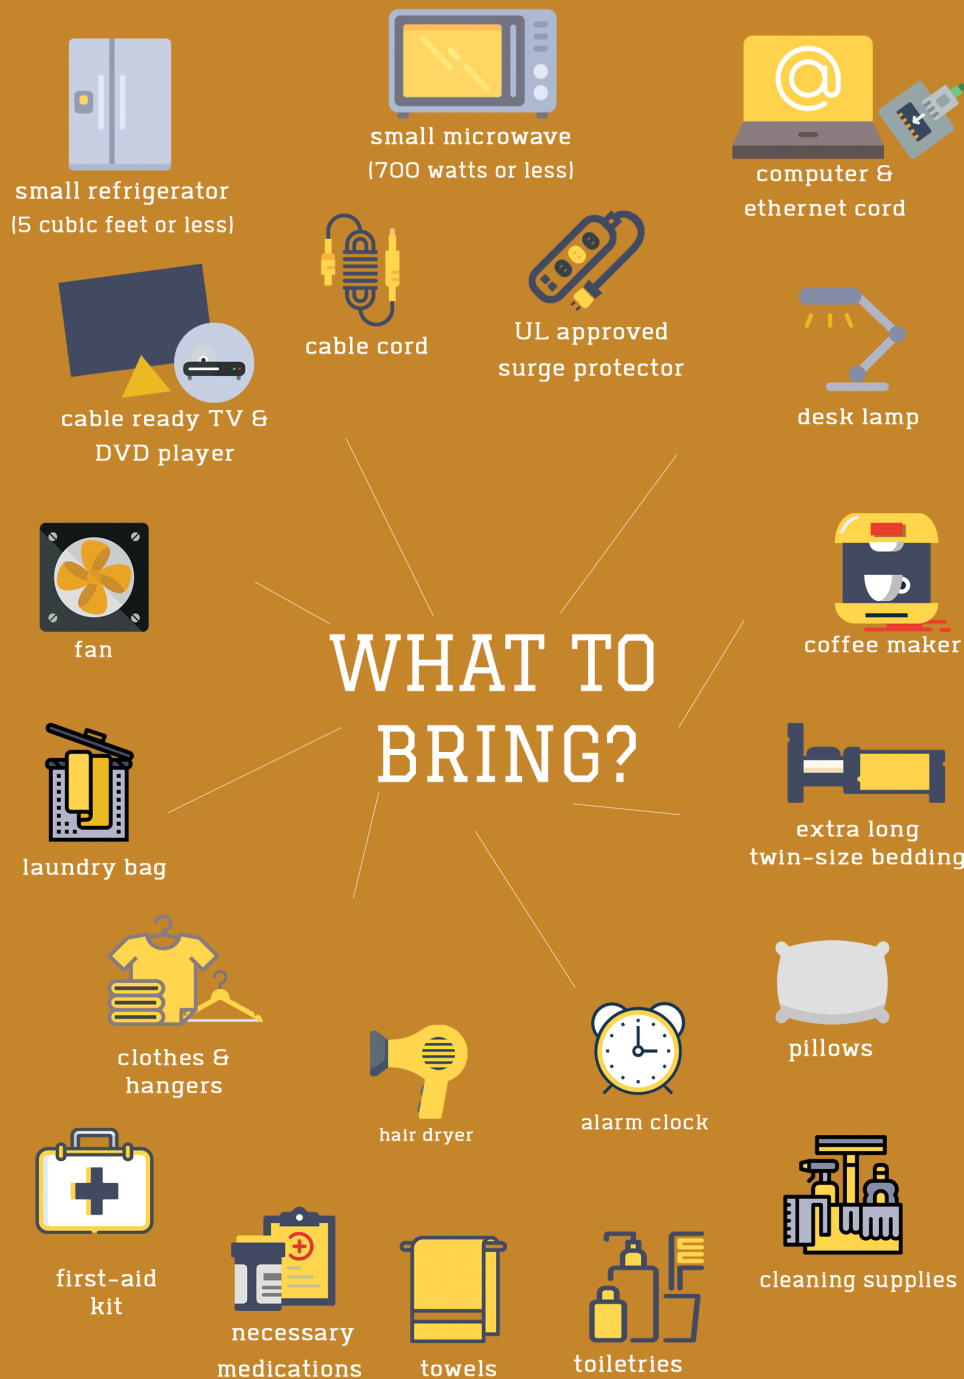 small microwave
(700 watts or less)
small refrigerator
(5 cubic feet or less)
computer &
ethernet cord
cable cord
UL approved
surge protector
cable ready TV &
DVD player
desk lamp
fan
coffee maker
WHAT TO
BRING?
laundry bag
extra long
twin-size bedding
clothes &
hangers
hair dryer
alarm clock
pillows
first-aid
kit
necessary
medications
towels
toiletries
cleaning supplies